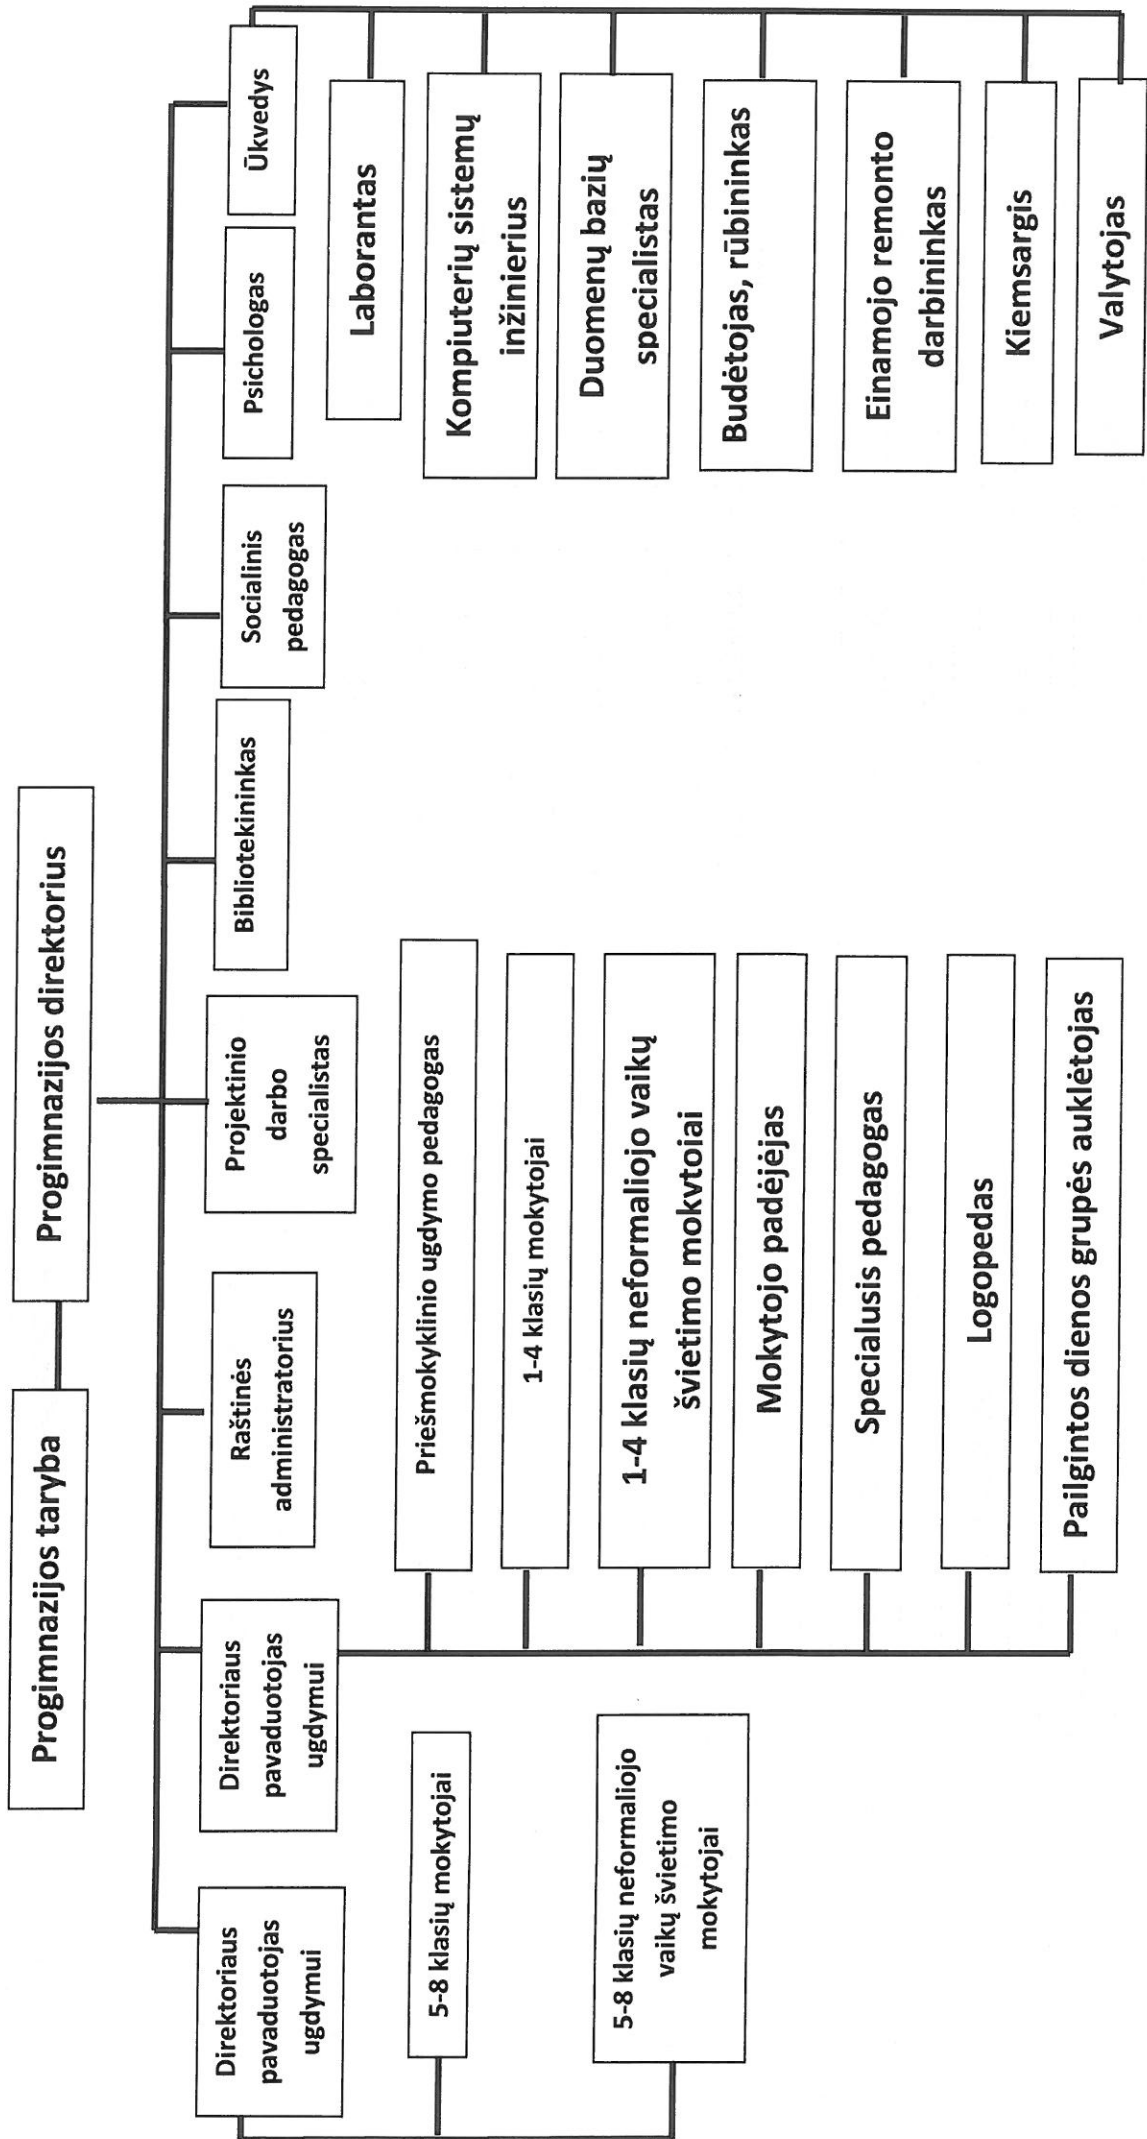 Progimnazijos taryba
Progimnazijos direktorius
Direktoriaus
pavaduotojas
ugdymui
Direktoriaus
pavaduotojas
ugdymui
Raštinės
administratorius
Projektinio
darbo
specialistas
Bibliotekininkas
Socialinis
pedagogas
Psichologas
Ūkvedys
5-8 klasių mokytojai
5-8 klasių neformaliojo
vaikų švietimo
mokytojai
Priešmokyklinio ugdymo pedagogas
1-4 klasių mokytojai
1-4 klasių neformaliojo vaikų
švietimo mokytojai
Mokytojo padėjėjas
Specialusis pedagogas
Logopedas
Pailgintos dienos grupės auklėtojas
Laborantas
Kompiuterių sistemų
inžinierius
Duomenų bazių
specialistas
Budėtojas, rūbininkas
Einamojo remonto
darbininkas
Kiemsargis
Valytojas